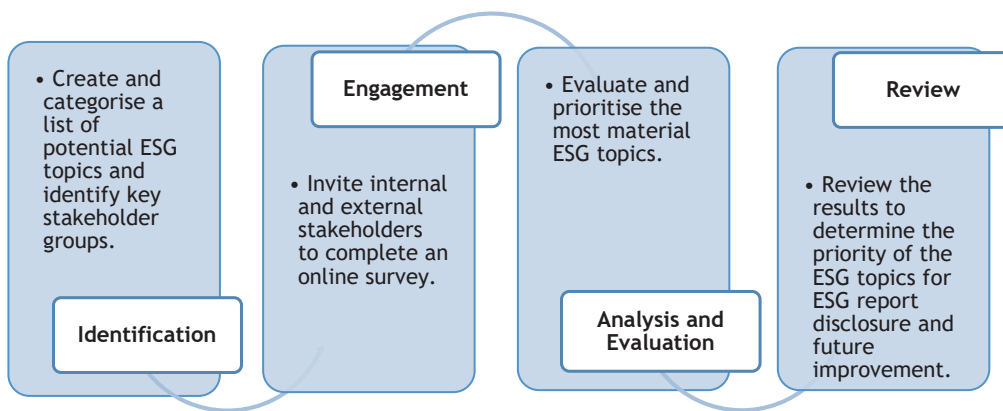 • Create and
categorise a
list of
potential ESG
topics and
identify key
stakeholder
groups.
Identification
Engagement
• Invite internal
and external
stakeholders
to complete an
online survey.
• Evaluate and
prioritise the
most material
ESG topics.
Analysis and
Evaluation
Review
• Review the
results to
determine the
priority of the
ESG topics for
ESG report
disclosure and
future
improvement.